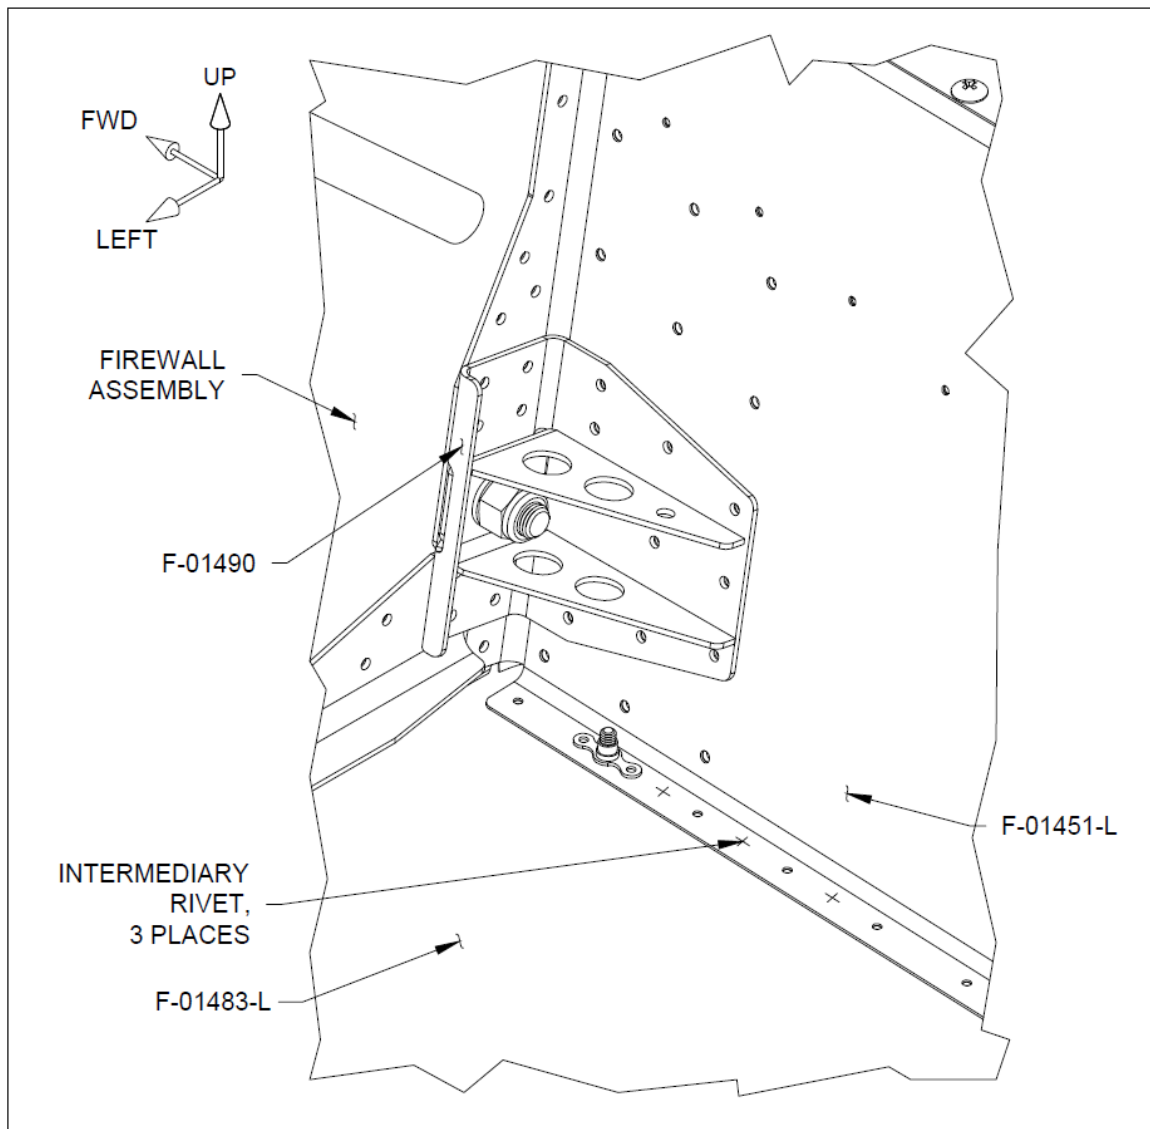 UP
FWD
LEFT
FIREWALL
ASSEMBLY
F-01490
F-01451-L
INTERMEDIARY
RIVET,
3 PLACES
F-01483-L